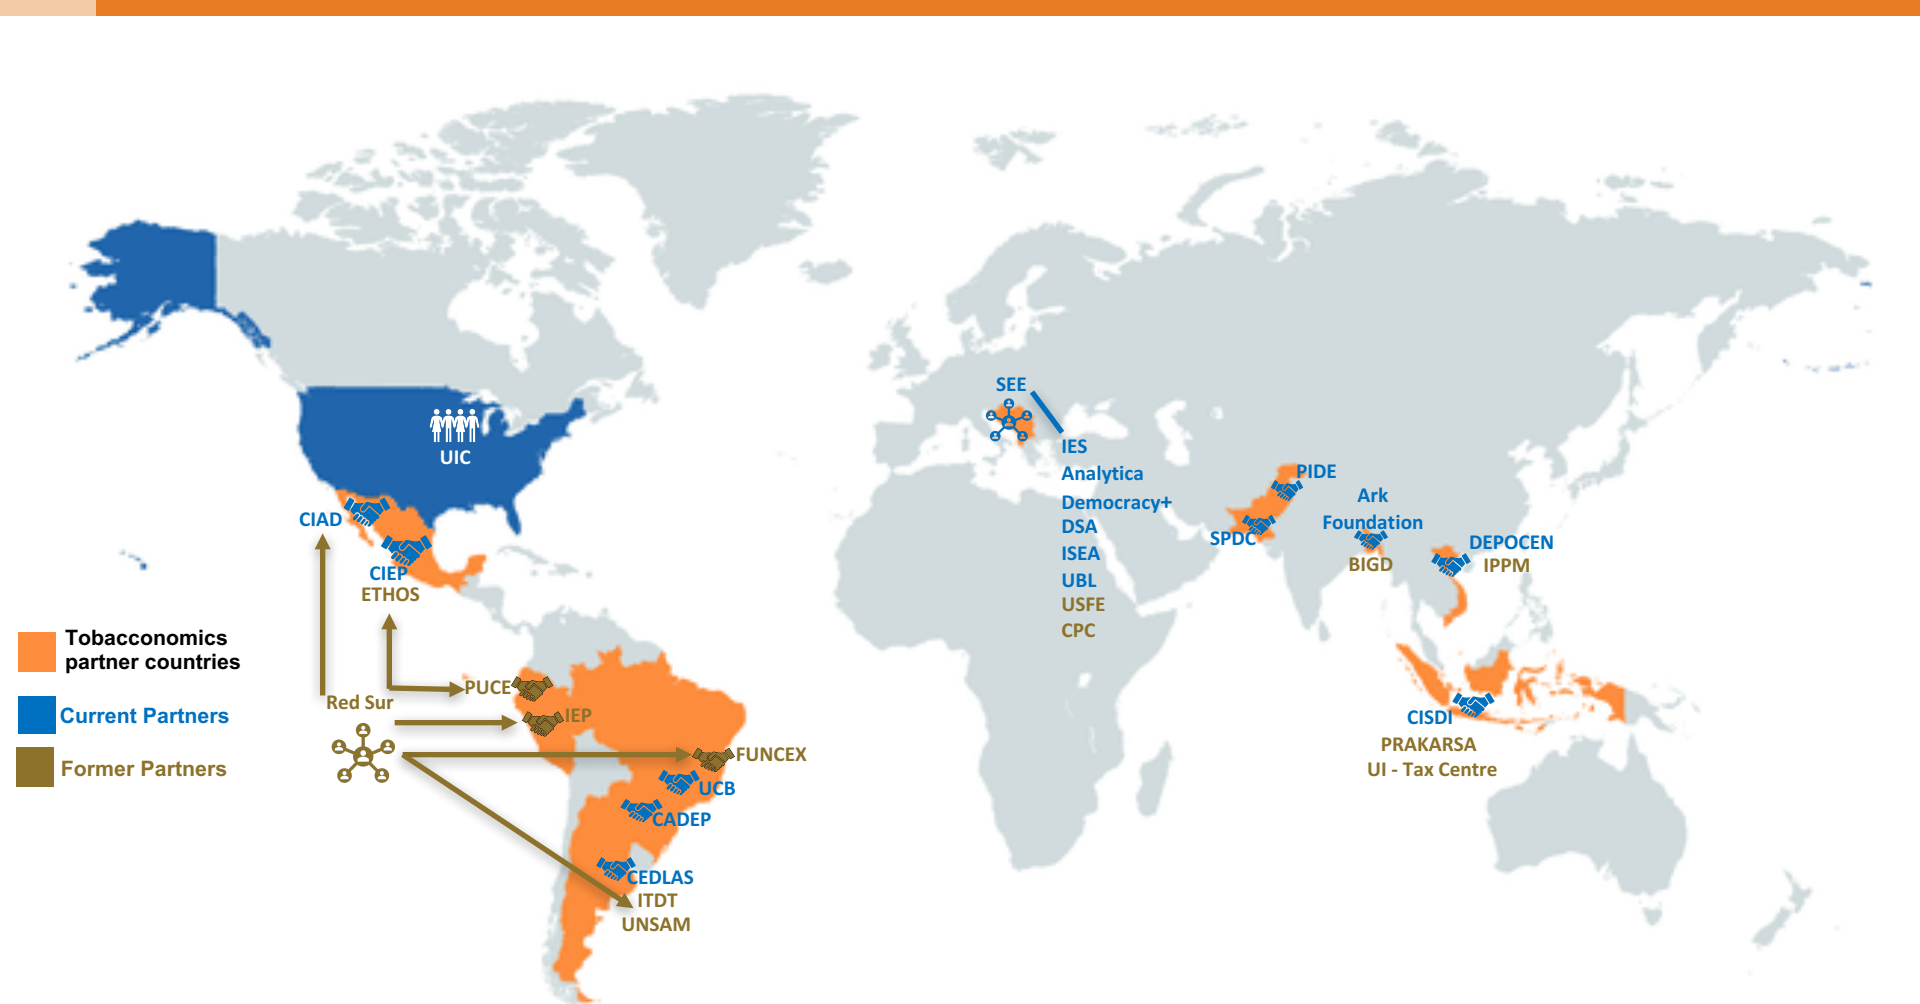 SEE
IES
Analytica
Democracy+
DSA
ISEA
UBL
USFE
CPC
UIC
CIAD
CIEP
ETHOS
PIDE
SPDC
Ark
Foundation
BIGD
DEPOCEN
IPPM
Tobacconomics
partner countries
Current Partners
Former Partners
Red Sur
PUCE
IEP
FUNCEX
UCB
CADEP
CEDLAS
ITDT
UNSAM
CISDI
PRAKARSA
UI - Tax Centre